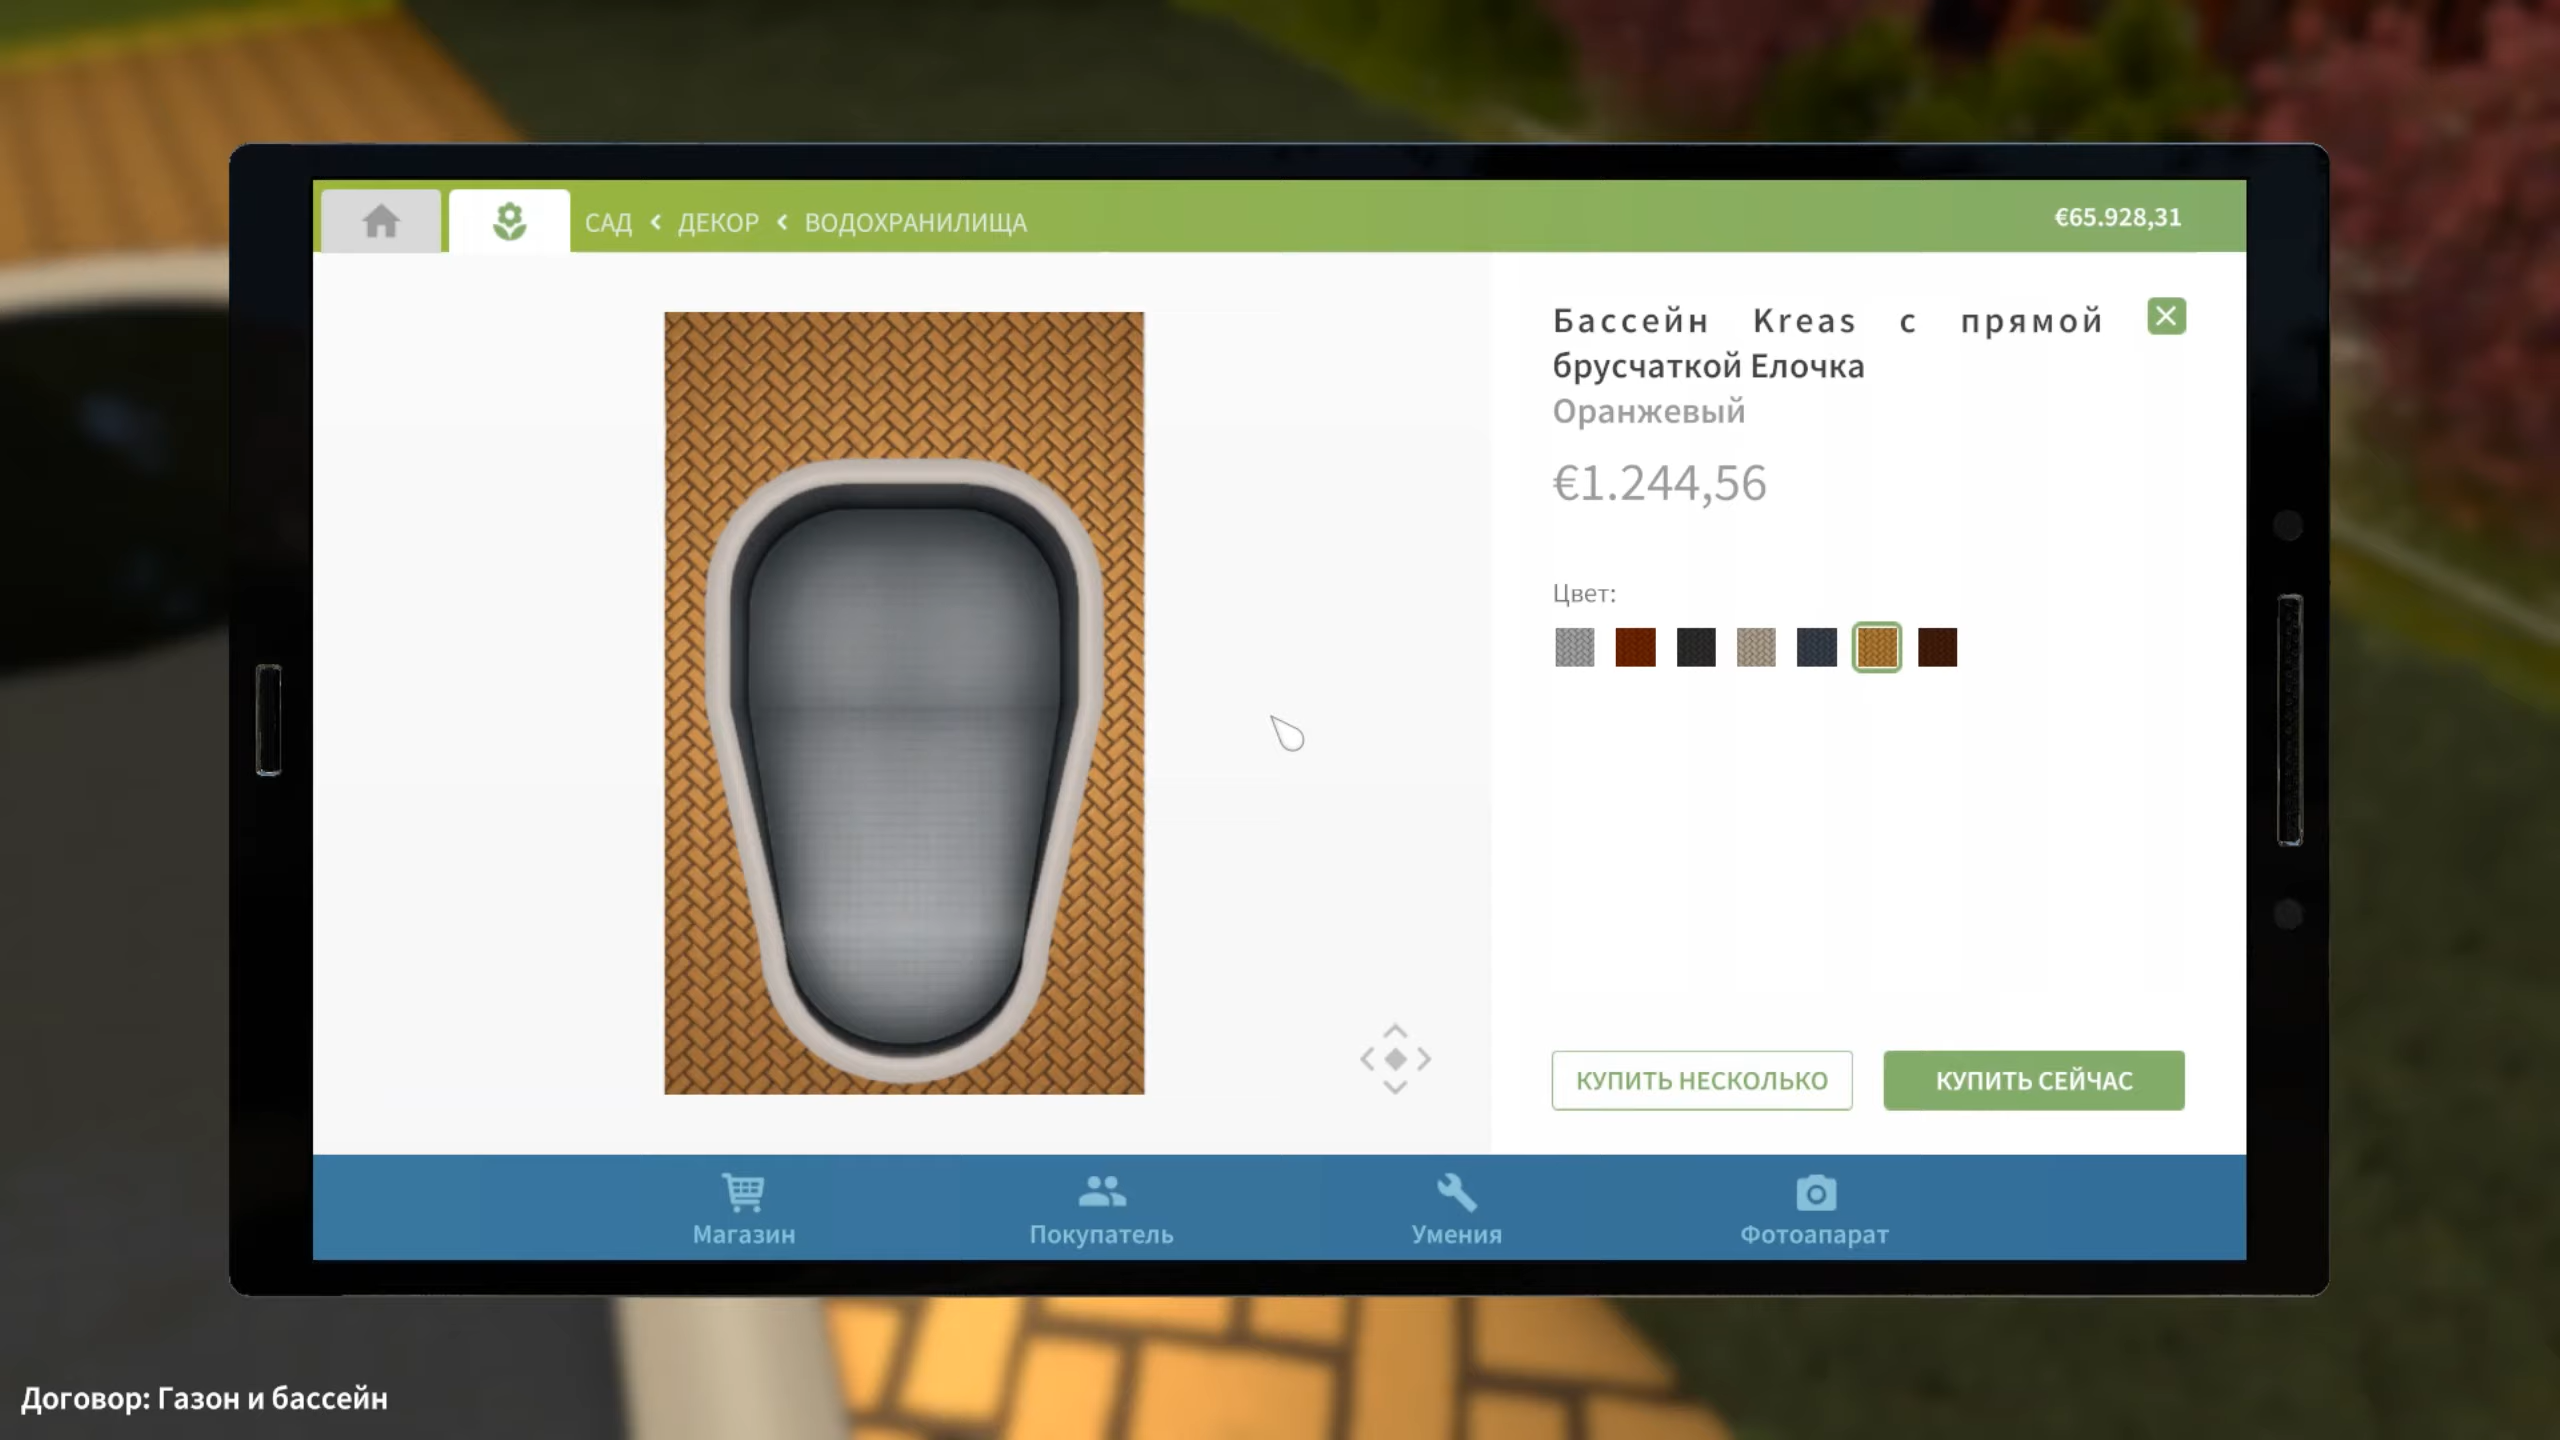 САД < ДЕКОР < ВОДОХРАНИЛИЩА
€65.928,31
Бассейн Kreas с прямой
брусчаткой Елочка
Оранжевый
€1.244,56
Цвет:
КУПИТЬ НЕСКОЛЬКО
КУПИТЬ СЕЙЧАС
Магазин
Покупатель
Умения
Фотоапарат
Договор: Газон и бассейн